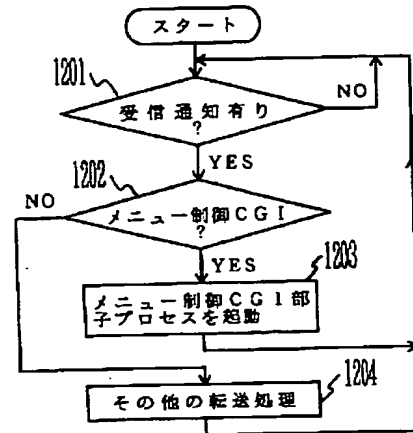 スタート
1201
受信通知有り
?
NO
YES
1202
NO
メニュー制御CGI
?
YES
1203
メニュー制御CGI部
子プロセスを起動
1204
その他の転送処理